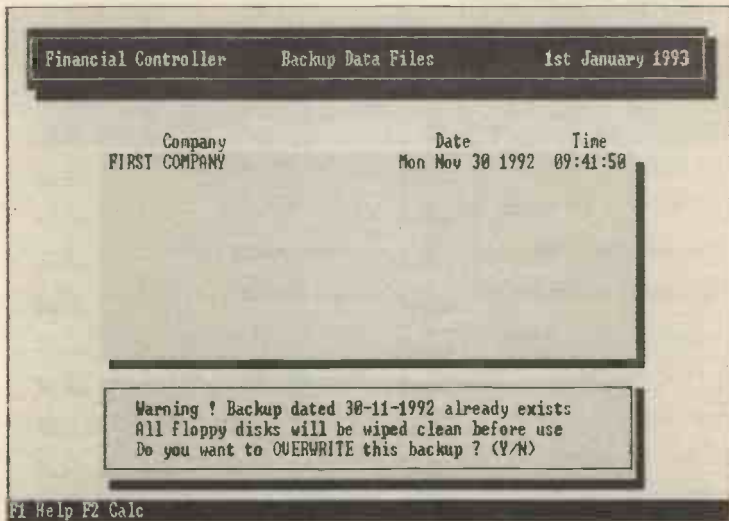 Financial Controller Backup Data Files 1st January 1993
Company Date Time
FIRST COMPANY Mon Nov 30 1992 09:41:50
Warning ! Backup dated 30-11-1992 already exists
All floppy disks will be wiped clean before use
Do you want to OVERWRITE this backup ? (Y/N)
F1 Help F2 Calc